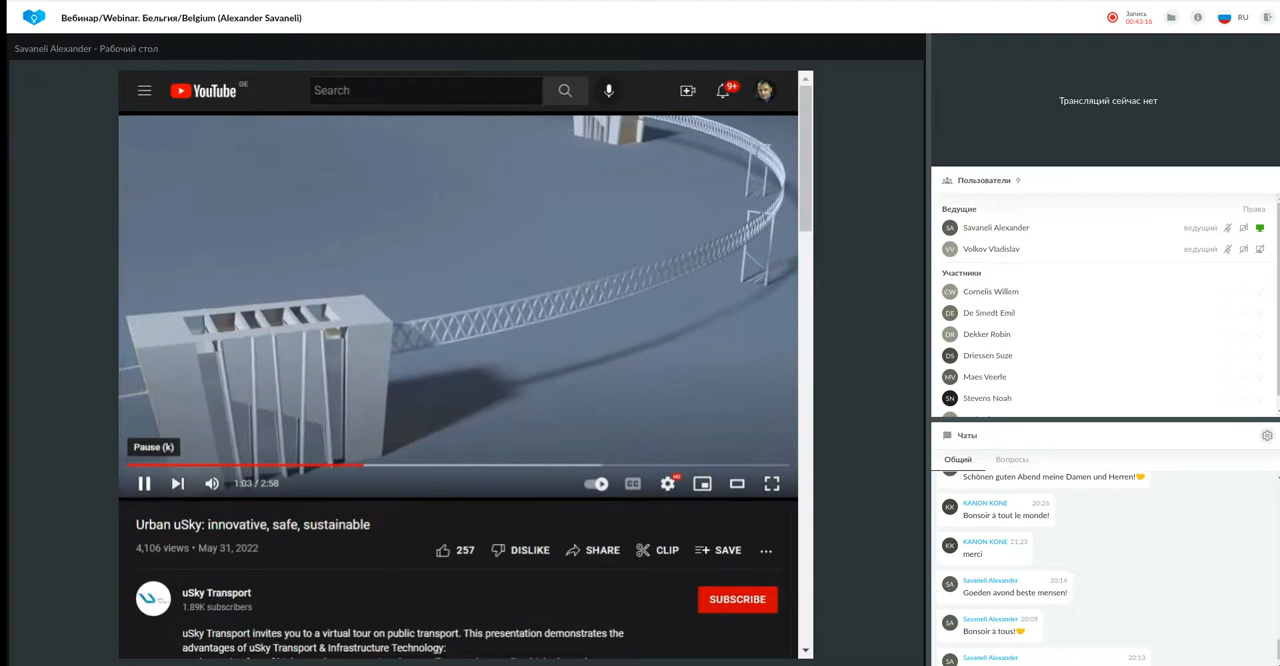 Вебинар/Webinar. Бельгия/Belgium (Alexander Savaneli)
Запись
00:43:16
RU
Savaneli Alexander - Рабочий стол
YouTube GE
Search
9+
Pause (k)
1:03 / 2:58
CC
HD
Urban uSky: innovative, safe, sustainable
4,106 views • May 31, 2022
257
DISLIKE
SHARE
CLIP
SAVE
uSky Transport
1.89K subscribers
SUBSCRIBE
uSky Transport invites you to a virtual tour on public transport. This presentation demonstrates the
advantages of uSky Transport & Infrastructure Technology:
Трансляций сейчас нет
Пользователи 9
Ведущие
Права
SA Savaneli Alexander ведущий
VV Volkov Vladislav ведущий
Участники
CW Cornelis Willem
DE De Smedt Emil
DR Dekker Robin
DS Driessen Suze
MV Maes Veerle
SN Stevens Noah
Чаты
Общий Вопросы
Schönen guten Abend meine Damen und Herren!🤝
KK KANON KONE 20:26
Bonsoir à tout le monde!
KK KANON KONE 21:23
merci
SA Savaneli Alexander 20:14
Goeden avond beste mensen!
SA Savaneli Alexander 20:09
Bonsoir à tous!🤝
SA Savaneli Alexander 20:13